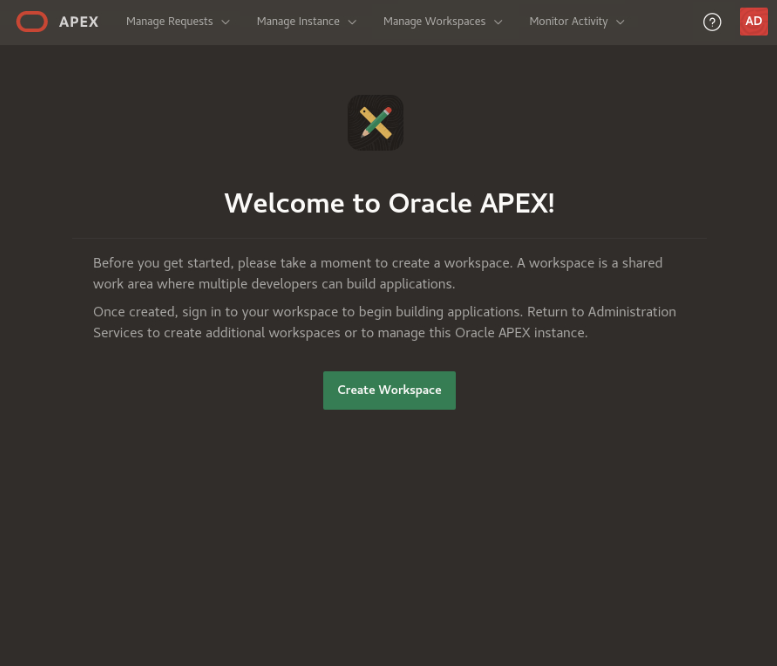 APEX Manage Requests Manage Instance Manage Workspaces Monitor Activity ? AD
Welcome to Oracle APEX!
Before you get started, please take a moment to create a workspace. A workspace is a shared
work area where multiple developers can build applications.
Once created, sign in to your workspace to begin building applications. Return to Administration
Services to create additional workspaces or to manage this Oracle APEX instance.
Create Workspace